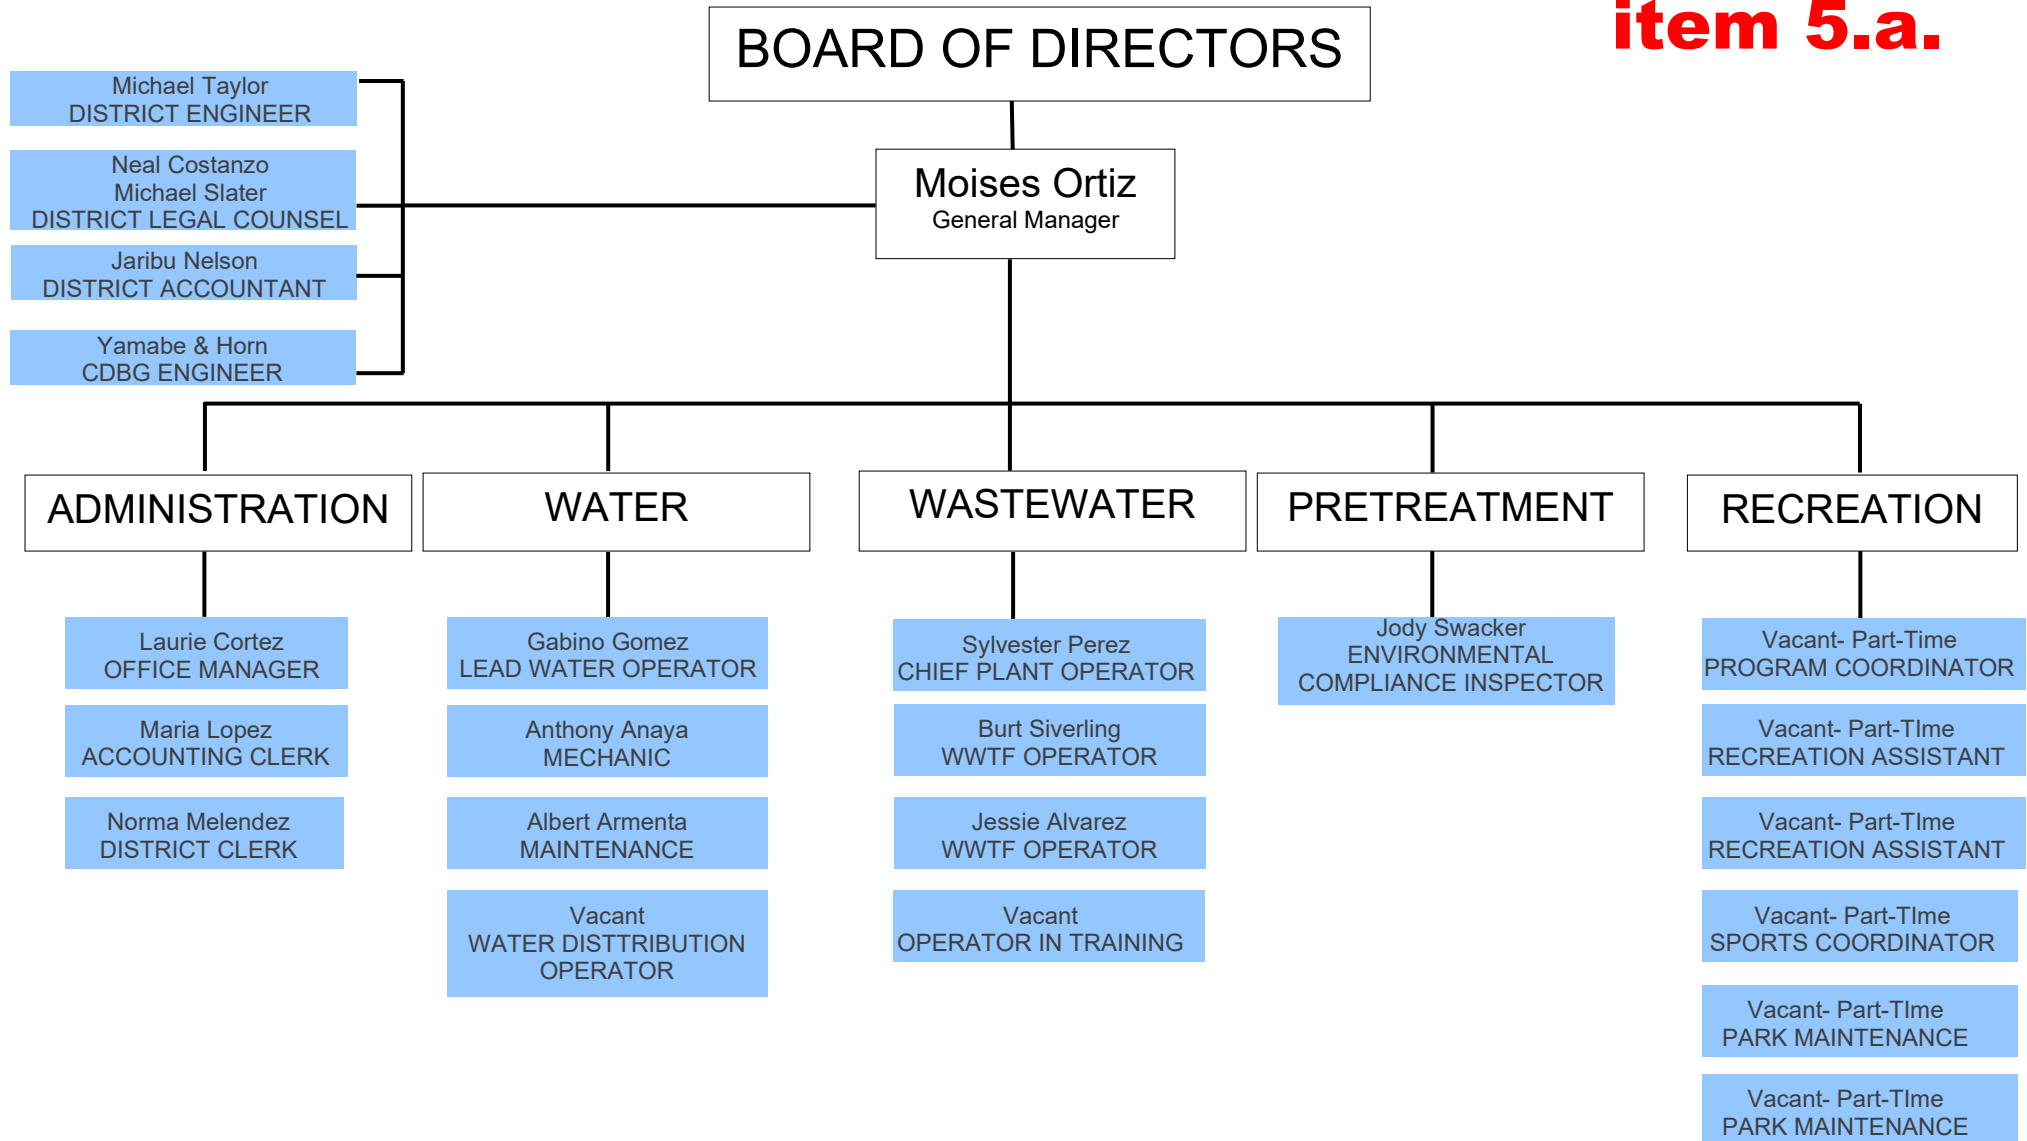 item 5.a.
BOARD OF DIRECTORS
Moises Ortiz
General Manager
Michael Taylor
DISTRICT ENGINEER
Neal Costanzo
Michael Slater
DISTRICT LEGAL COUNSEL
Jaribu Nelson
DISTRICT ACCOUNTANT
Yamabe & Horn
CDBG ENGINEER
ADMINISTRATION
Laurie Cortez
OFFICE MANAGER
Maria Lopez
ACCOUNTING CLERK
Norma Melendez
DISTRICT CLERK
WATER
Gabino Gomez
LEAD WATER OPERATOR
Anthony Anaya
MECHANIC
Albert Armenta
MAINTENANCE
Vacant
WATER DISTTRIBUTION
OPERATOR
WASTEWATER
Sylvester Perez
CHIEF PLANT OPERATOR
Burt Siverling
WWTF OPERATOR
Jessie Alvarez
WWTF OPERATOR
Vacant
OPERATOR IN TRAINING
PRETREATMENT
Jody Swacker
ENVIRONMENTAL
COMPLIANCE INSPECTOR
RECREATION
Vacant- Part-Time
PROGRAM COORDINATOR
Vacant- Part-TIme
RECREATION ASSISTANT
Vacant- Part-TIme
RECREATION ASSISTANT
Vacant- Part-TIme
SPORTS COORDINATOR
Vacant- Part-TIme
PARK MAINTENANCE
Vacant- Part-TIme
PARK MAINTENANCE